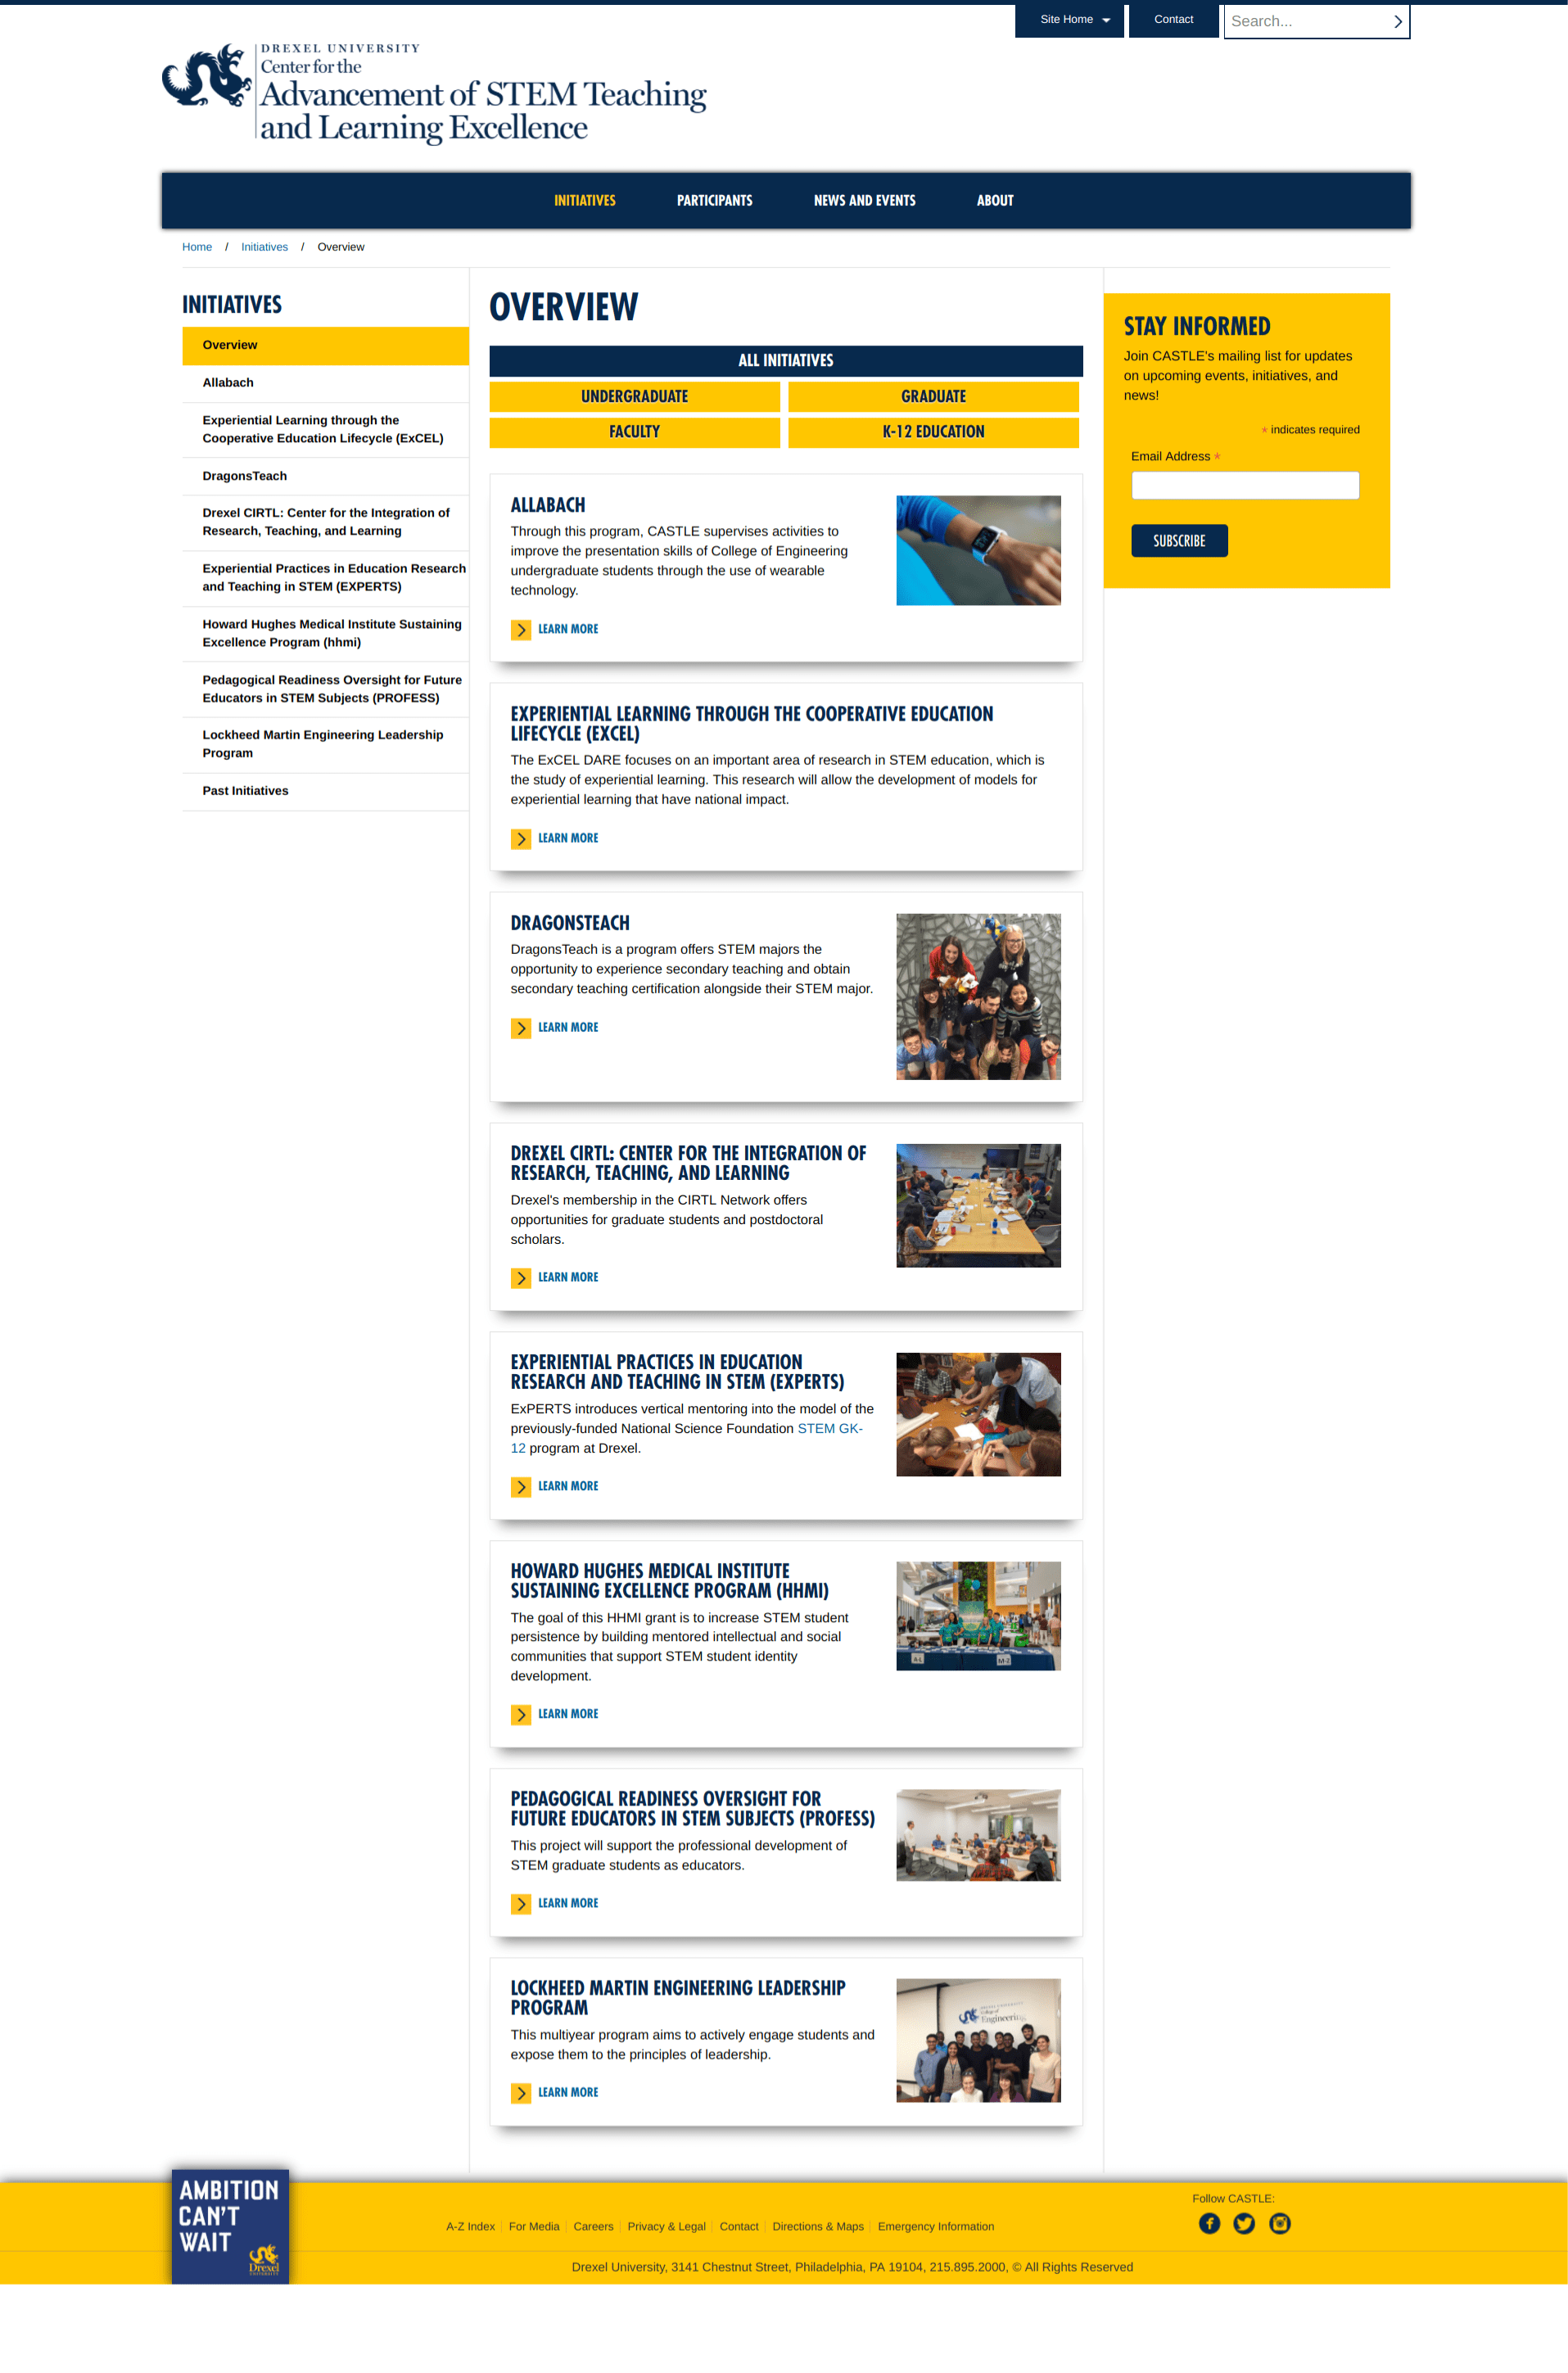 Site Home
Contact
Search...
DREXEL UNIVERSITY
Center for the
Advancement of STEM Teaching
and Learning Excellence
INITIATIVES
PARTICIPANTS
NEWS AND EVENTS
ABOUT
Home / Initiatives / Overview
INITIATIVES
Overview
Allabach
Experiential Learning through the
Cooperative Education Lifecycle (ExCEL)
DragonsTeach
Drexel CIRTL: Center for the Integration of
Research, Teaching, and Learning
Experiential Practices in Education Research
and Teaching in STEM (EXPERTS)
Howard Hughes Medical Institute Sustaining
Excellence Program (hhmi)
Pedagogical Readiness Oversight for Future
Educators in STEM Subjects (PROFESS)
Lockheed Martin Engineering Leadership
Program
Past Initiatives
OVERVIEW
ALL INITIATIVES
UNDERGRADUATE
GRADUATE
FACULTY
K-12 EDUCATION
ALLABACH
Through this program, CASTLE supervises activities to
improve the presentation skills of College of Engineering
undergraduate students through the use of wearable
technology.
LEARN MORE
EXPERIENTIAL LEARNING THROUGH THE COOPERATIVE EDUCATION
LIFECYCLE (EXCEL)
The ExCEL DARE focuses on an important area of research in STEM education, which is
the study of experiential learning. This research will allow the development of models for
experiential learning that have national impact.
LEARN MORE
DRAGONSTEACH
DragonsTeach is a program offers STEM majors the
opportunity to experience secondary teaching and obtain
secondary teaching certification alongside their STEM major.
LEARN MORE
DREXEL CIRTL: CENTER FOR THE INTEGRATION OF
RESEARCH, TEACHING, AND LEARNING
Drexel's membership in the CIRTL Network offers
opportunities for graduate students and postdoctoral
scholars.
LEARN MORE
EXPERIENTIAL PRACTICES IN EDUCATION
RESEARCH AND TEACHING IN STEM (EXPERTS)
ExPERTS introduces vertical mentoring into the model of the
previously-funded National Science Foundation STEM GK-
12 program at Drexel.
LEARN MORE
HOWARD HUGHES MEDICAL INSTITUTE
SUSTAINING EXCELLENCE PROGRAM (HHMI)
The goal of this HHMI grant is to increase STEM student
persistence by building mentored intellectual and social
communities that support STEM student identity
development.
LEARN MORE
A-L
M-Z
PEDAGOGICAL READINESS OVERSIGHT FOR
FUTURE EDUCATORS IN STEM SUBJECTS (PROFESS)
This project will support the professional development of
STEM graduate students as educators.
LEARN MORE
LOCKHEED MARTIN ENGINEERING LEADERSHIP
PROGRAM
This multiyear program aims to actively engage students and
expose them to the principles of leadership.
LEARN MORE
College of
Engineering
STAY INFORMED
Join CASTLE's mailing list for updates
on upcoming events, initiatives, and
news!
* indicates required
Email Address *
SUBSCRIBE
AMBITION
CAN'T
WAIT
Drexel
UNIVERSITY
A-Z Index
For Media
Careers
Privacy & Legal
Contact
Directions & Maps
Emergency Information
Follow CASTLE:
Drexel University, 3141 Chestnut Street, Philadelphia, PA 19104, 215.895.2000, © All Rights Reserved